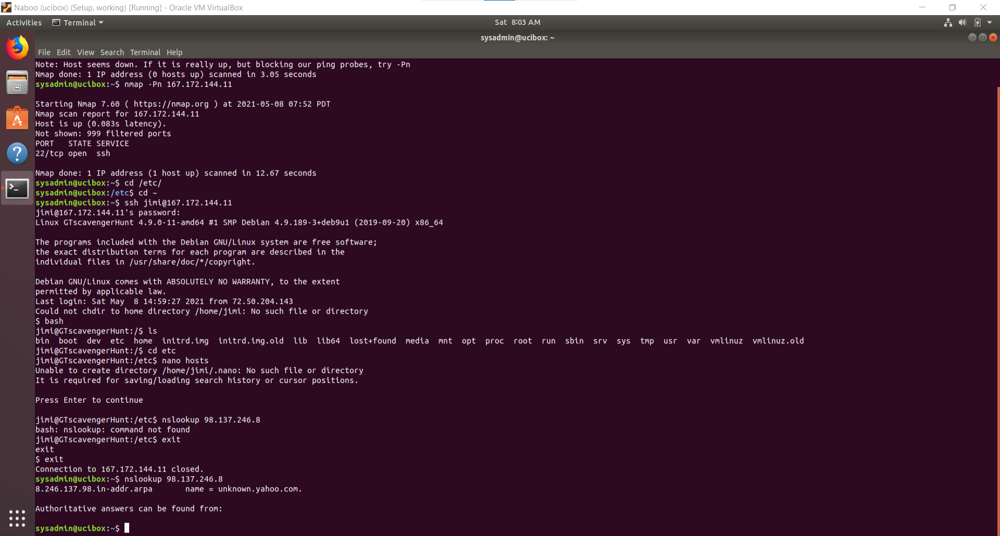 Naboo (ucibox) (Setup, working) [Running] - Oracle VM VirtualBox
Activities Terminal Sat 8:03 AM
sysadmin@ucibox: ~
File Edit View Search Terminal Help
Note: Host seems down. If it is really up, but blocking our ping probes, try -Pn
Nmap done: 1 IP address (0 hosts up) scanned in 3.05 seconds
sysadmin@ucibox:~$ nmap -Pn 167.172.144.11
Starting Nmap 7.60 ( https://nmap.org ) at 2021-05-08 07:52 PDT
Nmap scan report for 167.172.144.11
Host is up (0.083s latency).
Not shown: 999 filtered ports
PORT   STATE SERVICE
22/tcp open  ssh
Nmap done: 1 IP address (1 host up) scanned in 12.67 seconds
sysadmin@ucibox:~$ cd /etc/
sysadmin@ucibox:/etc$ cd ~
sysadmin@ucibox:~$ ssh jimi@167.172.144.11
jimi@167.172.144.11's password:
Linux GTscavengerHunt 4.9.0-11-amd64 #1 SMP Debian 4.9.189-3+deb9u1 (2019-09-20) x86_64
The programs included with the Debian GNU/Linux system are free software;
the exact distribution terms for each program are described in the
individual files in /usr/share/doc/*/copyright.
Debian GNU/Linux comes with ABSOLUTELY NO WARRANTY, to the extent
permitted by applicable law.
Last login: Sat May  8 14:59:27 2021 from 72.50.204.143
Could not chdir to home directory /home/jimi: No such file or directory
$ bash
jimi@GTscavengerHunt:/$ ls
bin  boot  dev  etc  home  initrd.img  initrd.img.old  lib  lib64  lost+found  media  mnt  opt  proc  root  run  sbin  srv  sys  tmp  usr  var  vmlinuz  vmlinuz.old
jimi@GTscavengerHunt:/$ cd etc
jimi@GTscavengerHunt:/etc$ nano hosts
Unable to create directory /home/jimi/.nano: No such file or directory
It is required for saving/loading search history or cursor positions.
Press Enter to continue
jimi@GTscavengerHunt:/etc$ nslookup 98.137.246.8
bash: nslookup: command not found
jimi@GTscavengerHunt:/etc$ exit
exit
$ exit
Connection to 167.172.144.11 closed.
sysadmin@ucibox:~$ nslookup 98.137.246.8
8.246.137.98.in-addr.arpa       name = unknown.yahoo.com.
Authoritative answers can be found from:
sysadmin@ucibox:~$